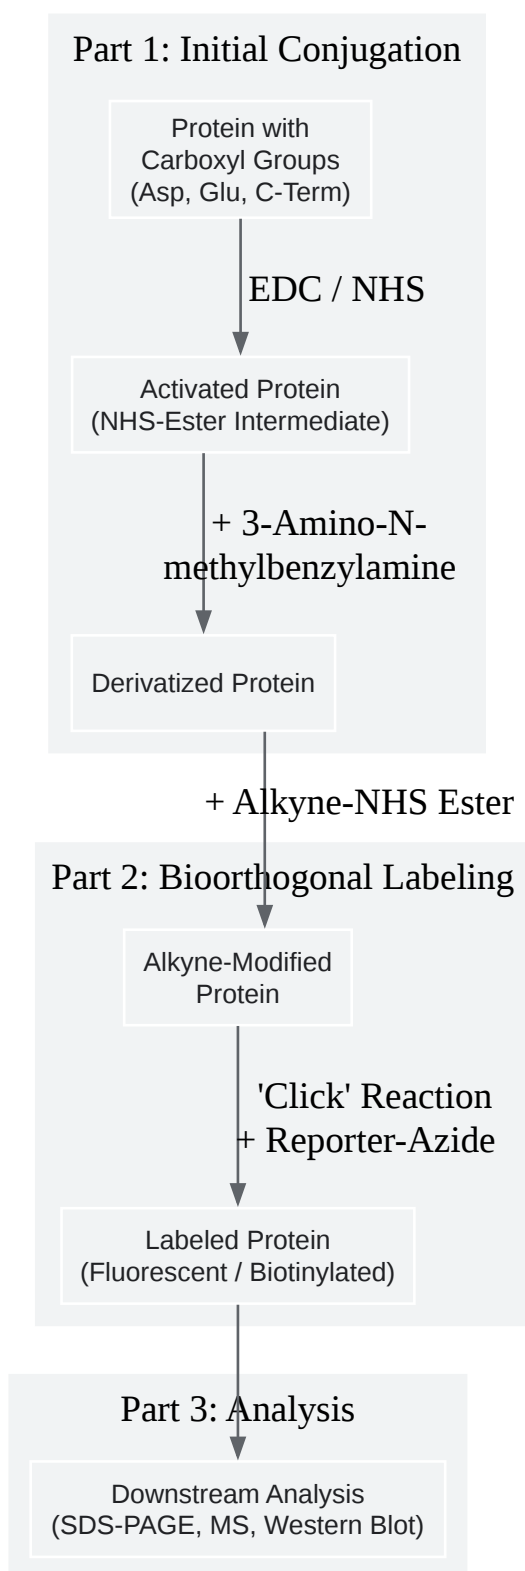 Part 1: Initial Conjugation
Protein with
Carboxyl Groups
(Asp, Glu, C-Term)
EDC / NHS
Activated Protein
(NHS-Ester Intermediate)
+ 3-Amino-N-
methylbenzylamine
Derivatized Protein
+ Alkyne-NHS Ester
Part 2: Bioorthogonal Labeling
Alkyne-Modified
Protein
'Click' Reaction
+ Reporter-Azide
Labeled Protein
(Fluorescent / Biotinylated)
Part 3: Analysis
Downstream Analysis
(SDS-PAGE, MS, Western Blot)